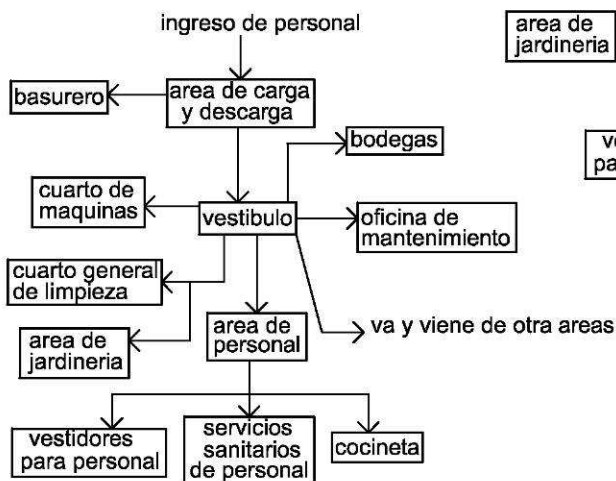 ingreso de personal
area de
jardineria
basurero
area de carga
y descarga
bodegas
cuarto de
maquinas
vestibulo
oficina de
mantenimiento
cuarto general
de limpieza
area de
jardineria
area de
personal
va y viene de otra areas
vestidores
para personal
servicios
sanitarios
de personal
cocineta